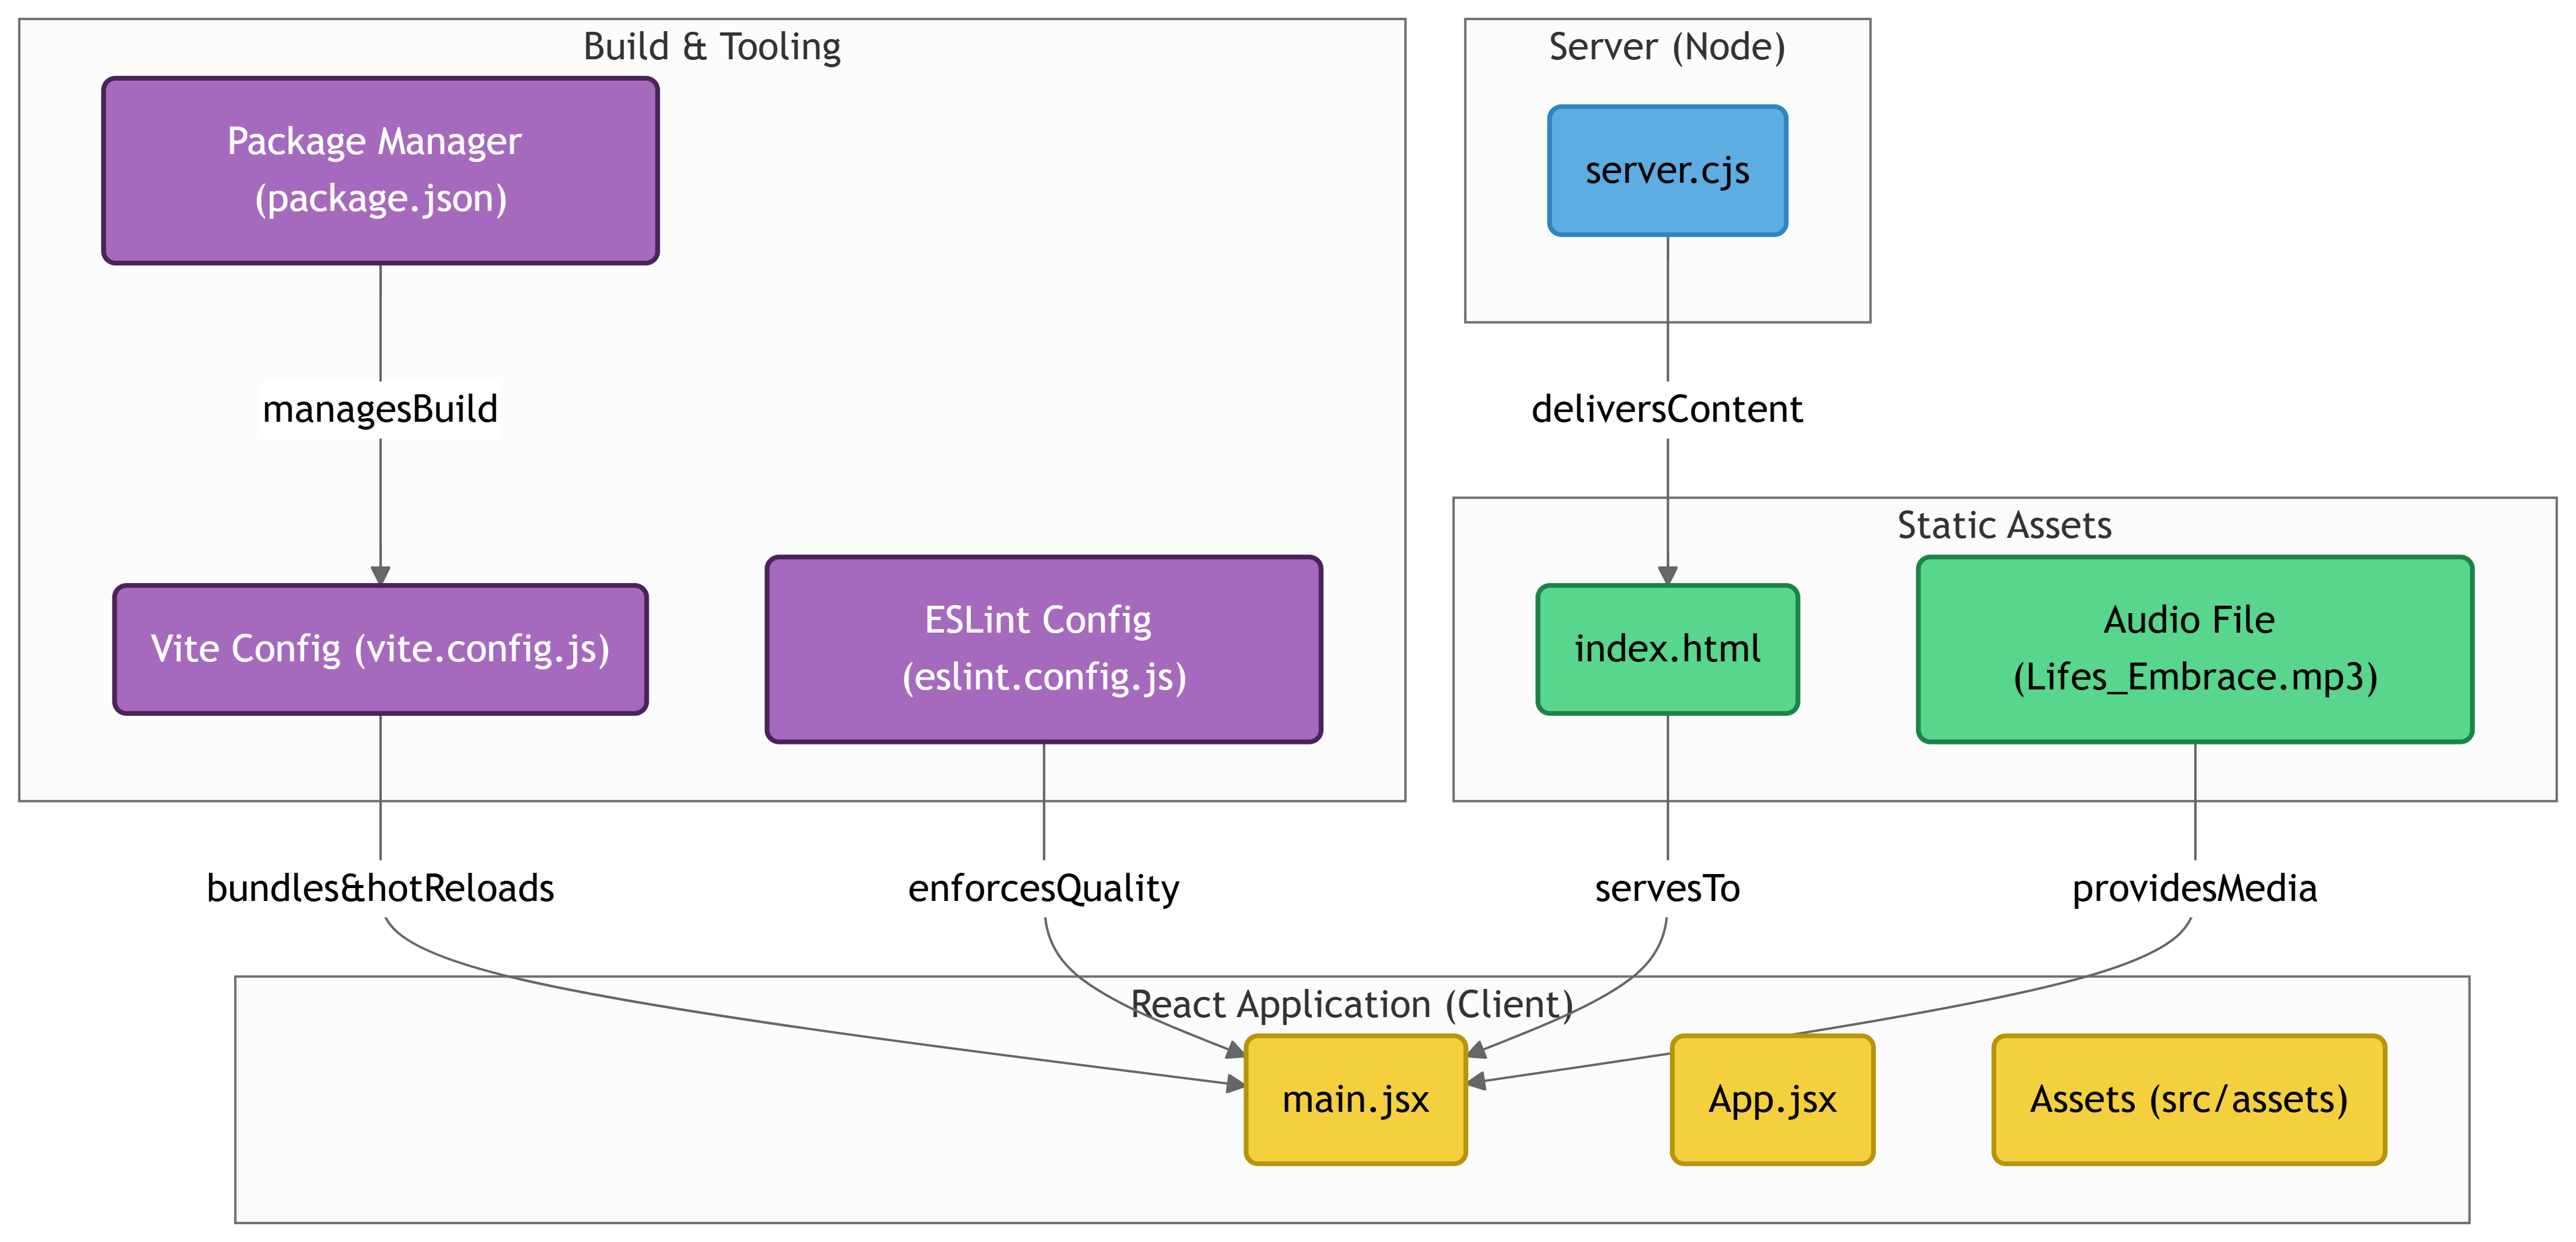 Build & Tooling
Server (Node)
Package Manager
(package.json)
server.cjs
managesBuild
deliversContent
Static Assets
Vite Config (vite.config.js)
ESLint Config
(eslint.config.js)
index.html
Audio File
(Lifes_Embrace.mp3)
bundles&hotReloads
enforcesQuality
servesTo
providesMedia
React Application (Client)
main.jsx
App.jsx
Assets (src/assets)